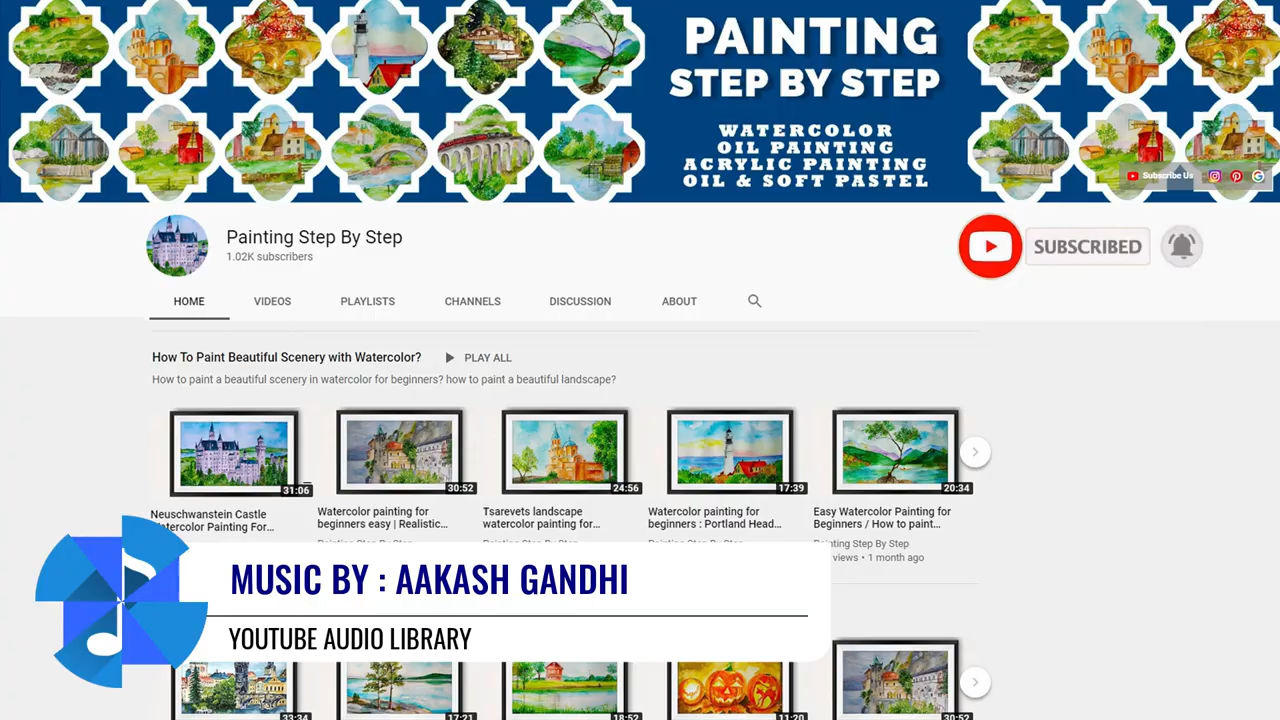 PAINTING
STEP BY STEP
WATERCOLOR
OIL PAINTING
ACRYLIC PAINTING
OIL & SOFT PASTEL
Subscribe Us
Painting Step By Step
1.02K subscribers
SUBSCRIBED
HOME VIDEOS PLAYLISTS CHANNELS DISCUSSION ABOUT
How To Paint Beautiful Scenery with Watercolor? PLAY ALL
How to paint a beautiful scenery in watercolor for beginners? how to paint a beautiful landscape?
31:06 30:52 24:56 17:39 20:34
Neuschwanstein Castle
Watercolor Painting For...
Watercolor painting for
beginners easy | Realistic...
Tsarevets landscape
watercolor painting for...
Watercolor painting for
beginners : Portland Head...
Easy Watercolor Painting for
Beginners / How to paint...
Painting Step By Step
views • 1 month ago
MUSIC BY : AAKASH GANDHI
YOUTUBE AUDIO LIBRARY
33:34 17:21 18:52 11:20 30:52